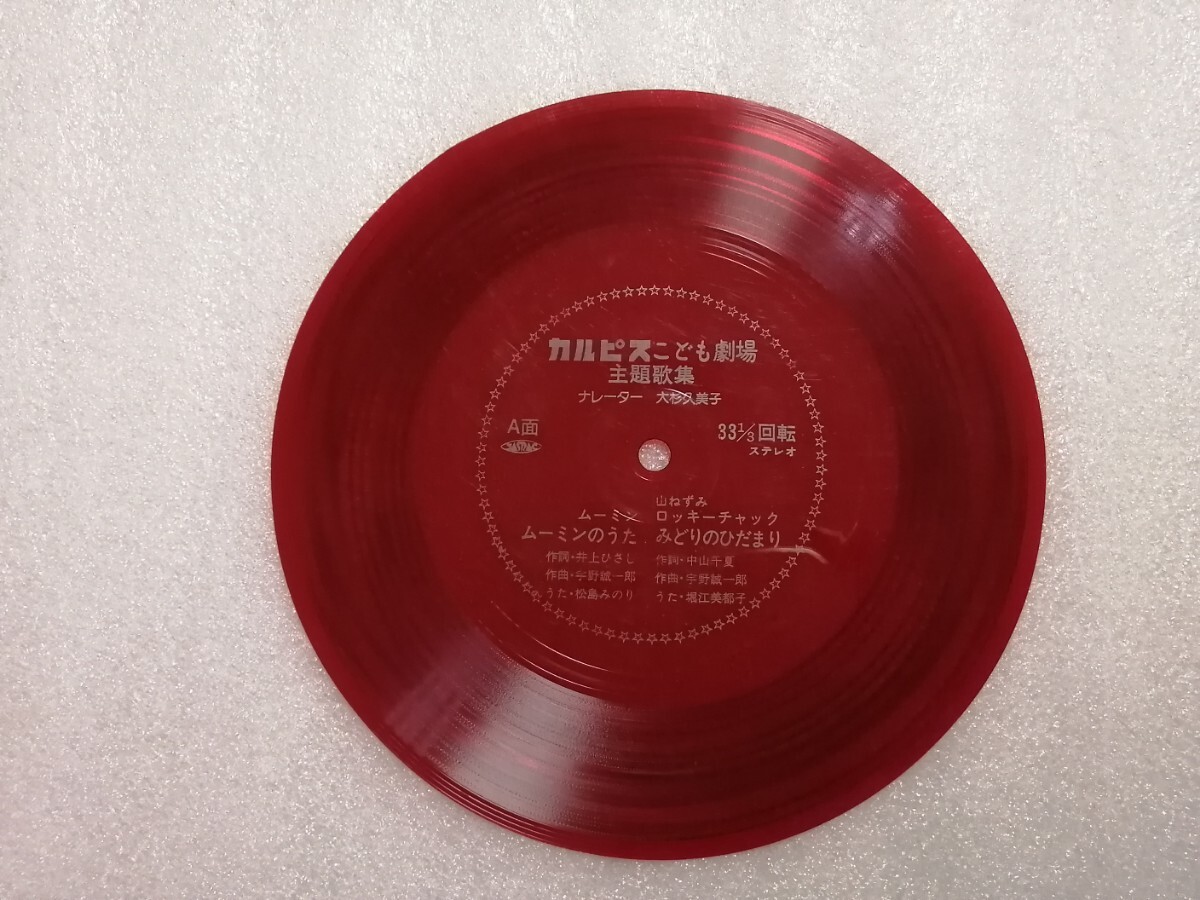 カルピスこども劇場
主題歌集
ナレーター 大杉久美子
A面
JASRAC
33 1/3 回転
ステレオ
ムーミン
ムーミンのうた
作詞・井上ひさし
作曲・宇野誠一郎
うた・松島みのり
山ねずみ
ロッキーチャック
みどりのひだまり
作詞・中山千夏
作曲・宇野誠一郎
うた・堀江美都子